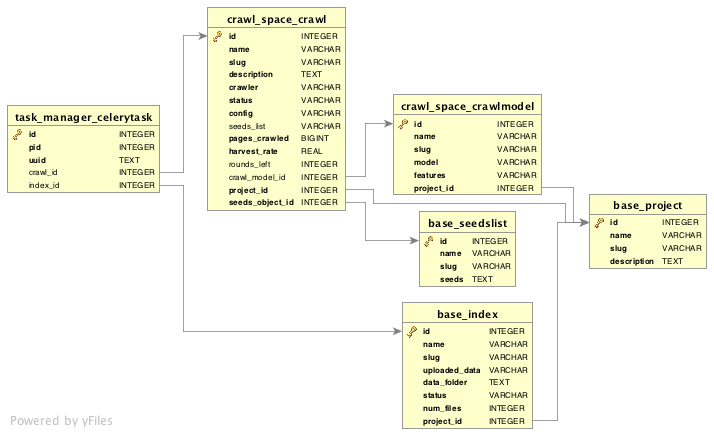 task_manager_celerytask
id INTEGER
pid INTEGER
uuid TEXT
crawl_id INTEGER
index_id INTEGER
crawl_space_crawl
id INTEGER
name VARCHAR
slug VARCHAR
description TEXT
crawler VARCHAR
status VARCHAR
config VARCHAR
seeds_list VARCHAR
pages_crawled BIGINT
harvest_rate REAL
rounds_left INTEGER
crawl_model_id INTEGER
project_id INTEGER
seeds_object_id INTEGER
crawl_space_crawlmodel
id INTEGER
name VARCHAR
slug VARCHAR
model VARCHAR
features VARCHAR
project_id INTEGER
base_seedslist
id INTEGER
name VARCHAR
slug VARCHAR
seeds TEXT
base_index
id INTEGER
name VARCHAR
slug VARCHAR
uploaded_data VARCHAR
data_folder TEXT
status VARCHAR
num_files INTEGER
project_id INTEGER
base_project
id INTEGER
name VARCHAR
slug VARCHAR
description TEXT
Powered by yFiles